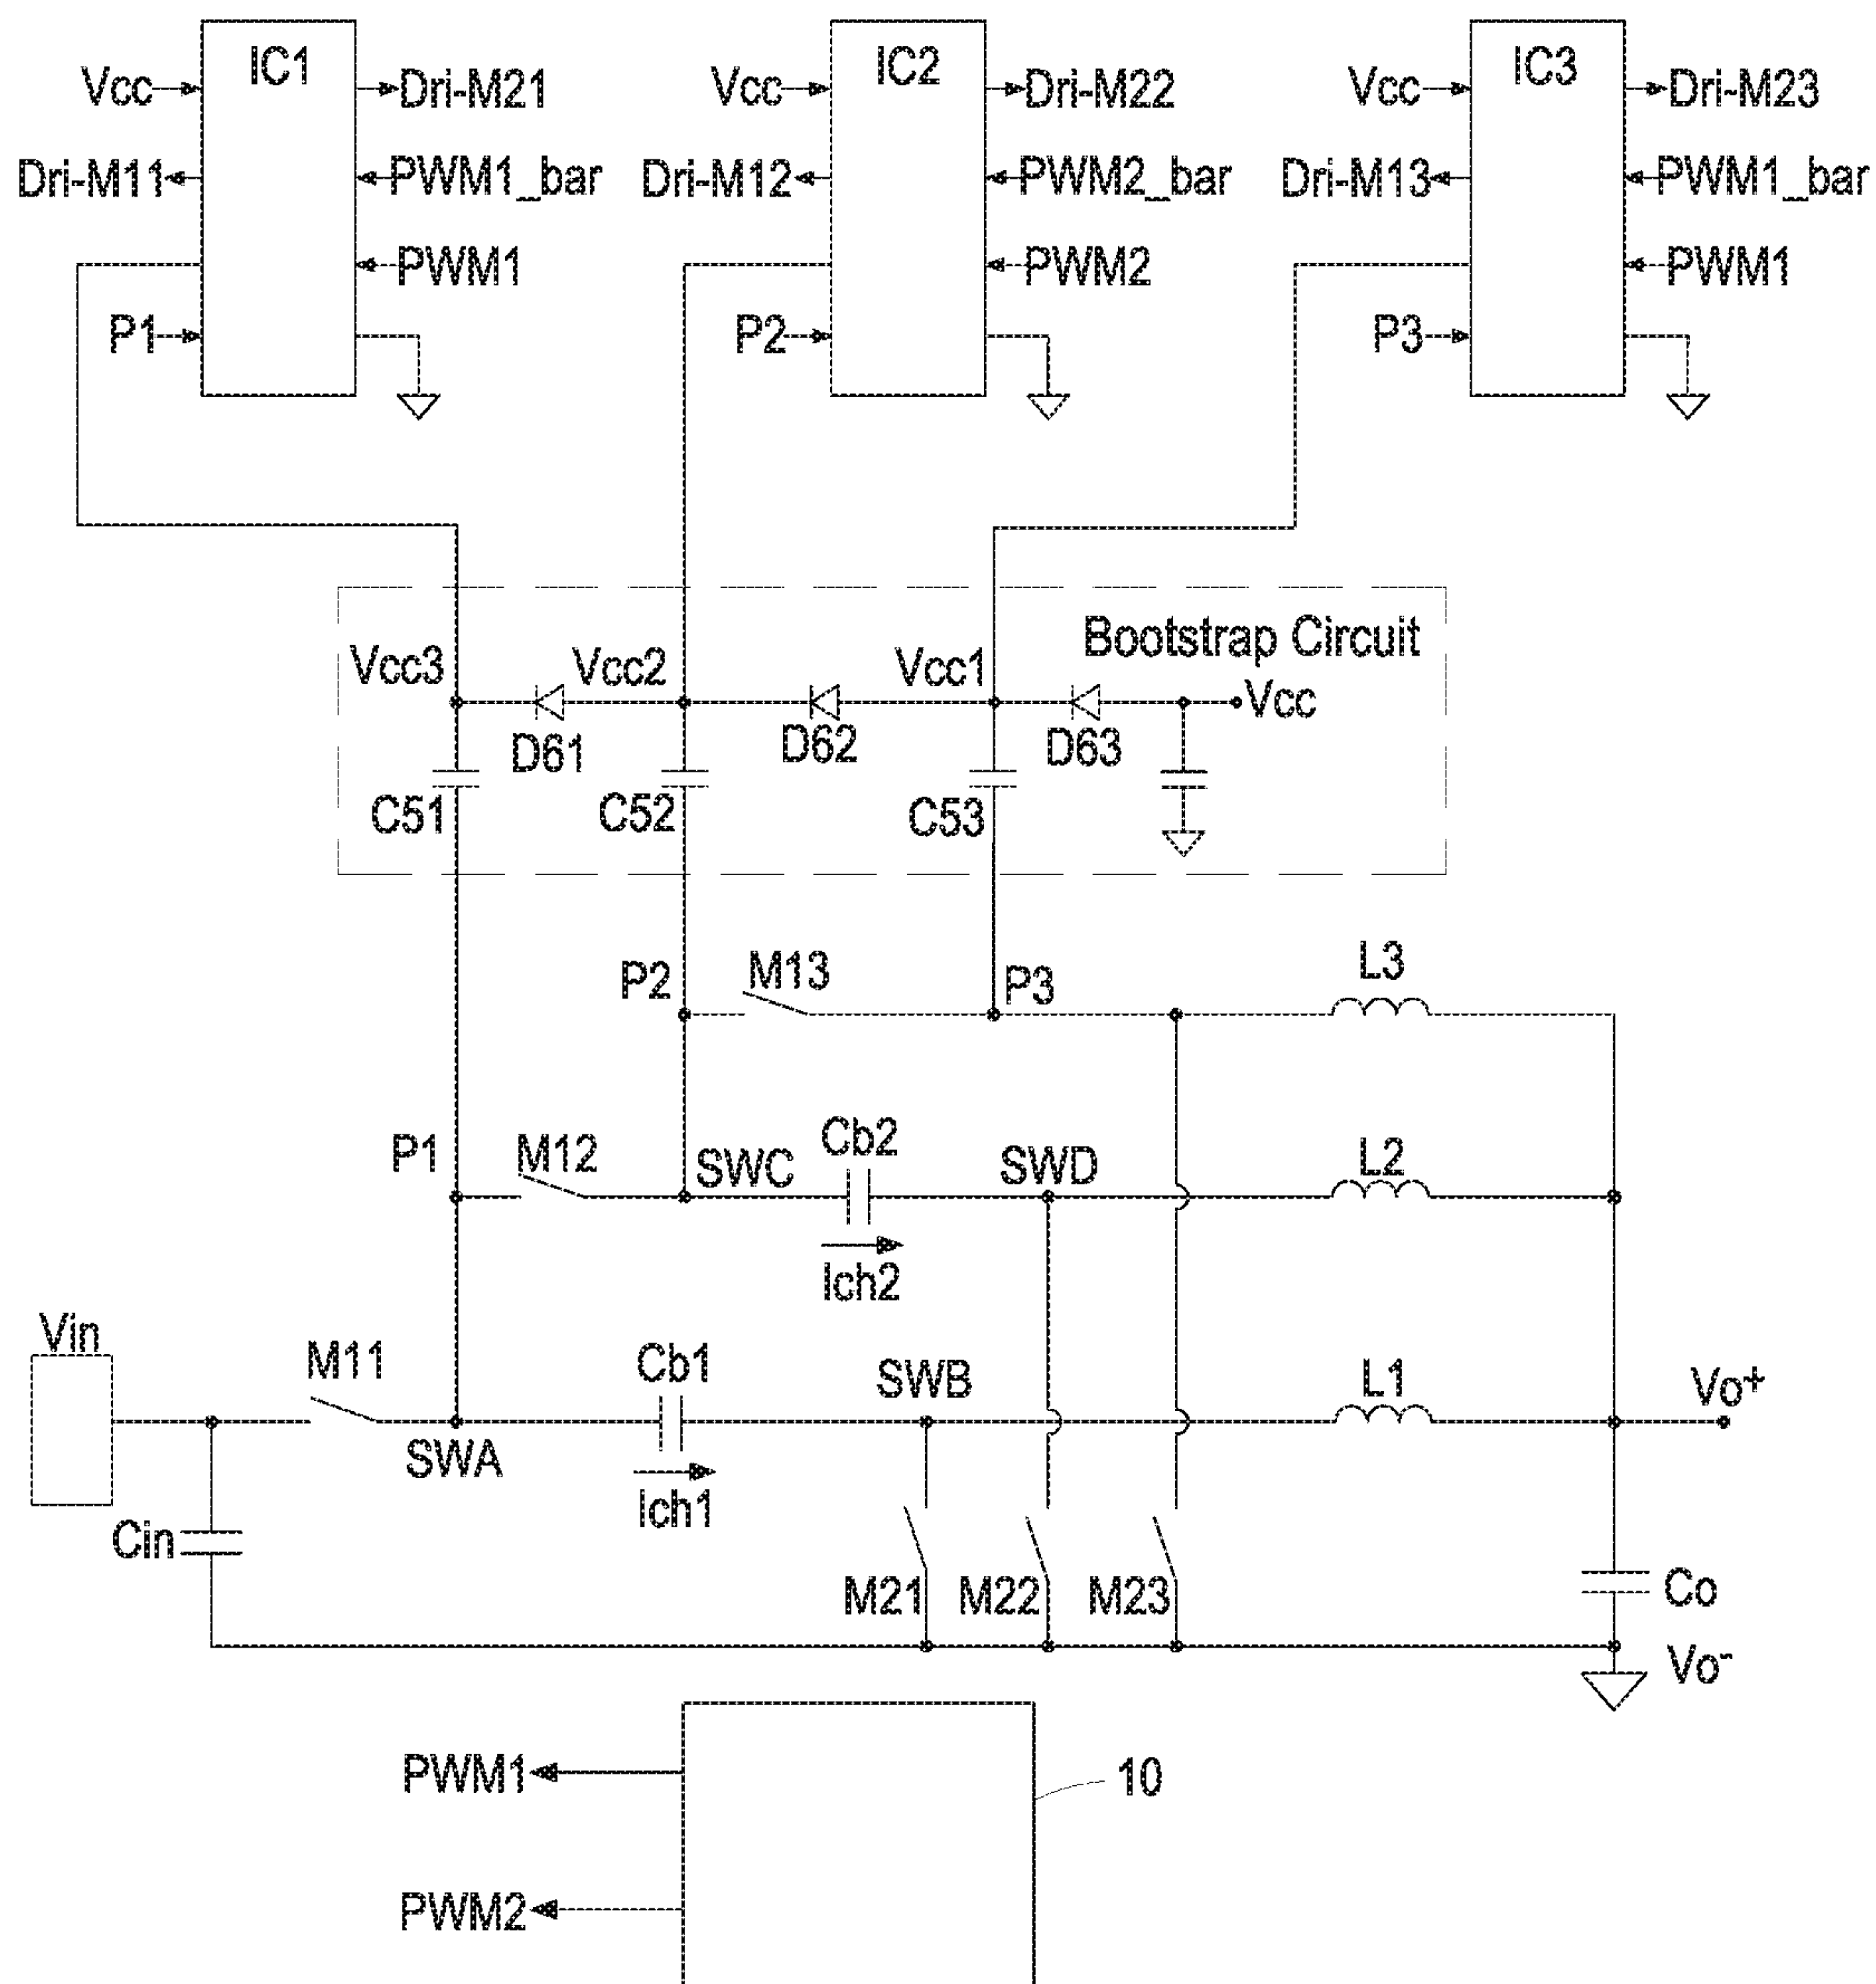 IC1
Vcc
Dri-M21
Dri-M11
PWM1_bar
PWM1
P1
IC2
Vcc
Dri-M22
Dri-M12
PWM2_bar
PWM2
P2
IC3
Vcc
Dri-M23
Dri-M13
PWM1_bar
PWM1
P3
Bootstrap Circuit
Vcc3
Vcc2
Vcc1
Vcc
D61
D62
D63
C51
C52
C53
P2
M13
P3
L3
P1
M12
SWC
Cb2
SWD
L2
Ich2
Vin
M11
Cb1
SWB
L1
Vo+
SWA
Ich1
Cin
M21
M22
M23
Co
Vo-
PWM1
10
PWM2